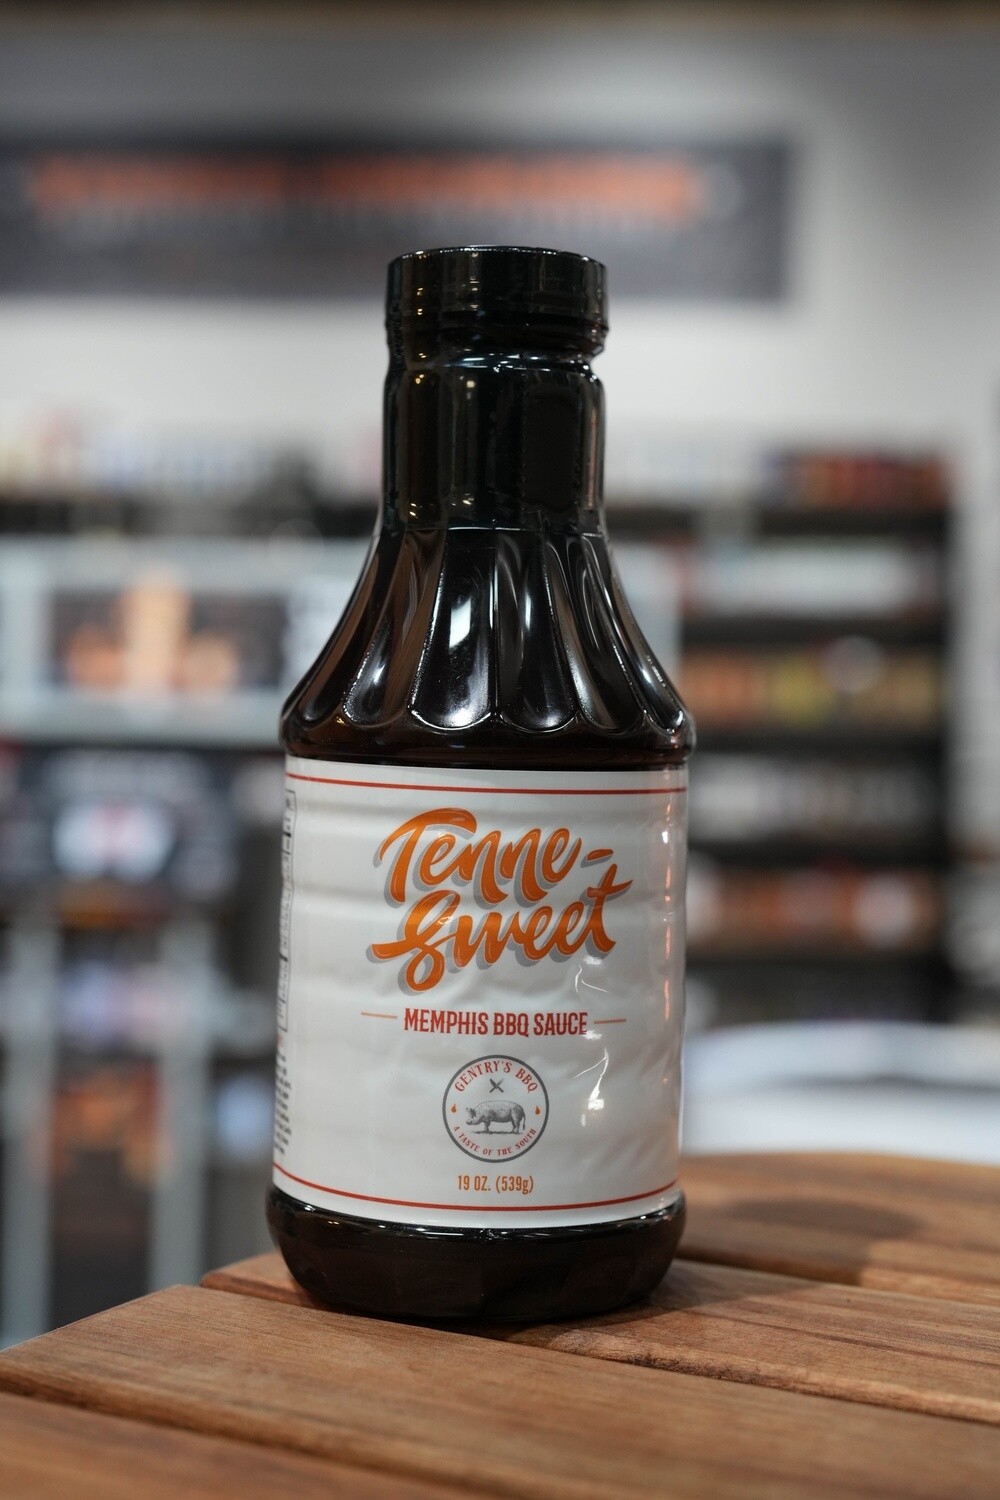 Tenne-
Sweet
MEMPHIS BBQ SAUCE
GENTRY'S BBQ
A TASTE OF THE SOUTH
19 OZ. (539g)